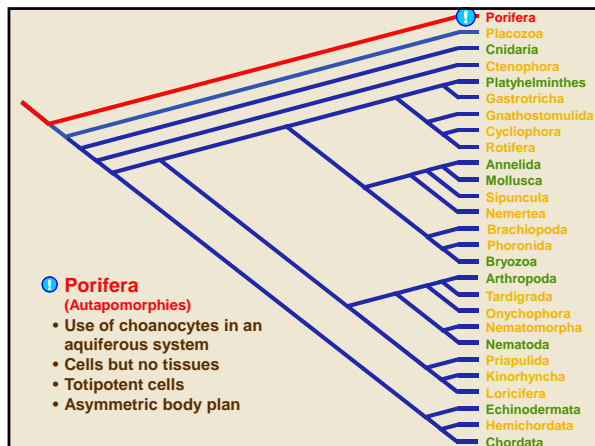 Porifera
Placozoa
Cnidaria
Ctenophora
Platyhelminthes
Gastrotricha
Gnathostomulida
Cycliophora
Rotifera
Annelida
Mollusca
Sipuncula
Nemertea
Brachiopoda
Phoronida
Bryozoa
Arthropoda
Tardigrada
Onychophora
Nematomorpha
Nematoda
Priapulida
Kinorhyncha
Loricifera
Echinodermata
Hemichordata
Chordata
! Porifera
(Autapomorphies)
• Use of choanocytes in an
aquiferous system
• Cells but no tissues
• Totipotent cells
• Asymmetric body plan